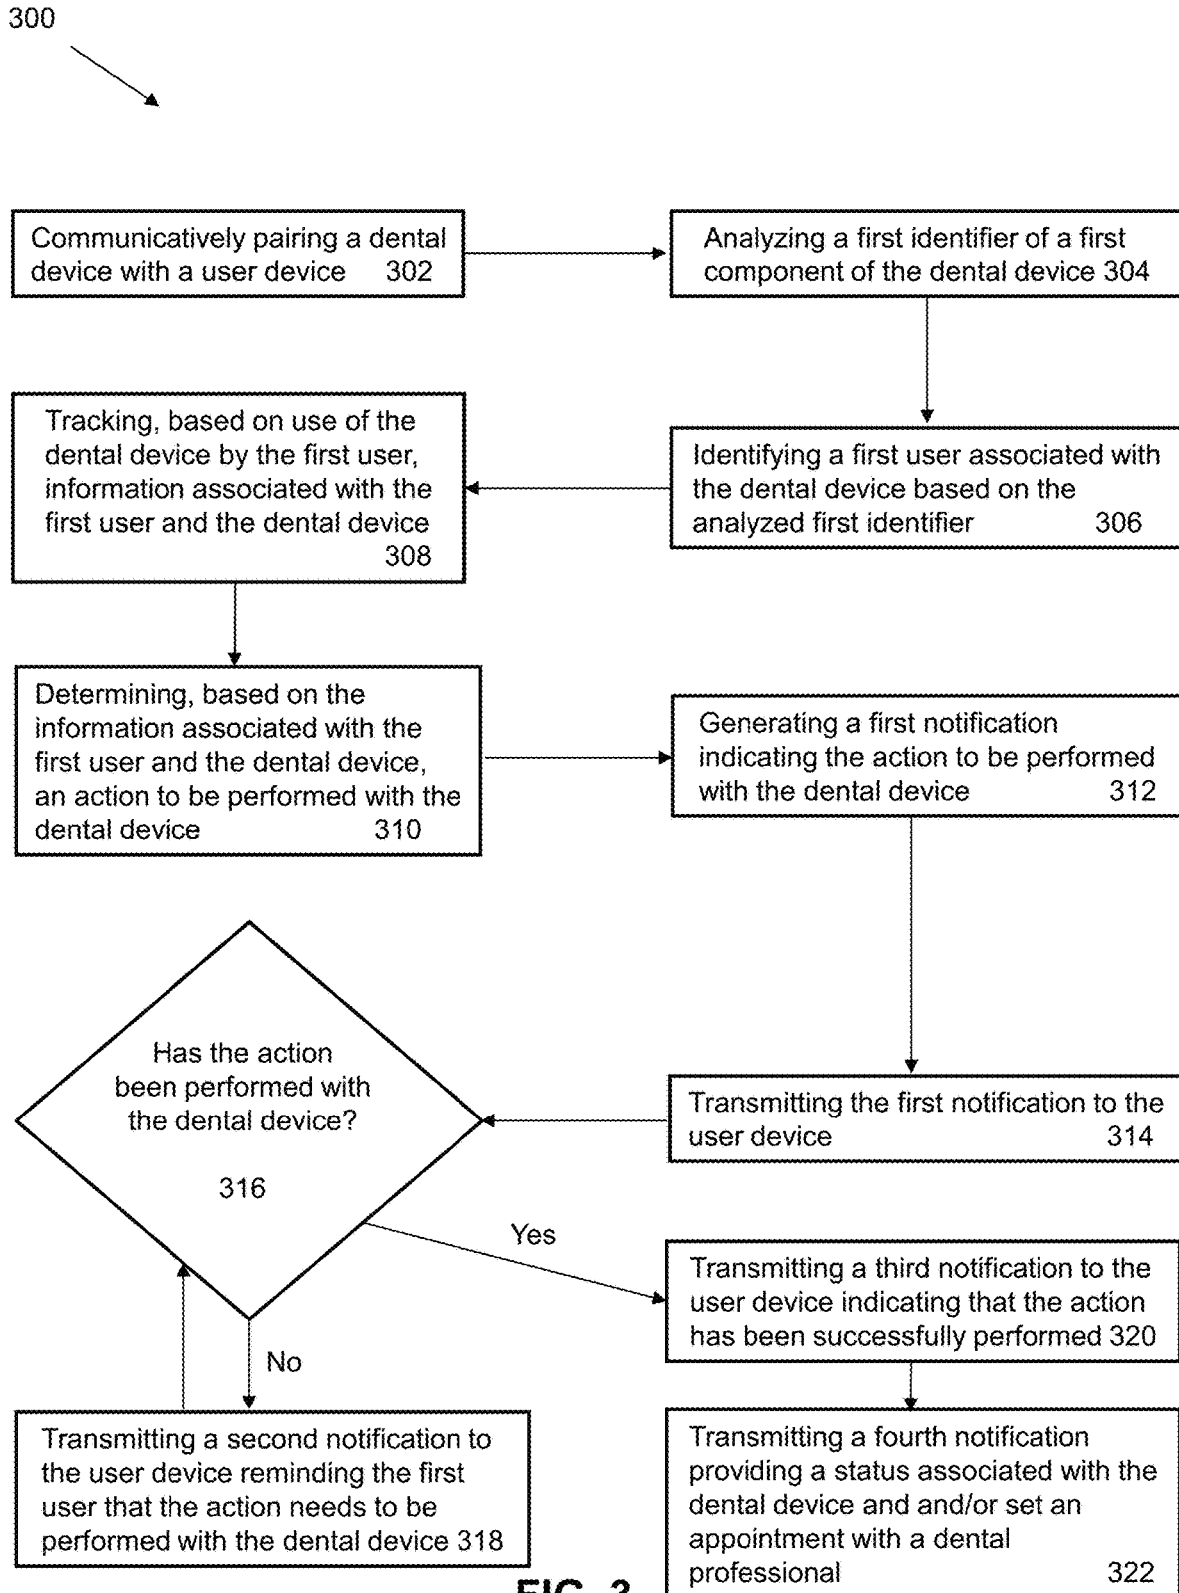 300
Communicatively pairing a dental
device with a user device 302
Analyzing a first identifier of a first
component of the dental device 304
Identifying a first user associated with
the dental device based on the
analyzed first identifier 306
Tracking, based on use of the
dental device by the first user,
information associated with the
first user and the dental device
308
Determining, based on the
information associated with the
first user and the dental device,
an action to be performed with the
dental device 310
Generating a first notification
indicating the action to be performed
with the dental device 312
Transmitting the first notification to the
user device 314
Has the action
been performed with
the dental device?
316
No
Transmitting a second notification to
the user device reminding the first
user that the action needs to be
performed with the dental device 318
Yes
Transmitting a third notification to the
user device indicating that the action
has been successfully performed 320
Transmitting a fourth notification
providing a status associated with the
dental device and and/or set an
appointment with a dental
professional 322
FIG. 3